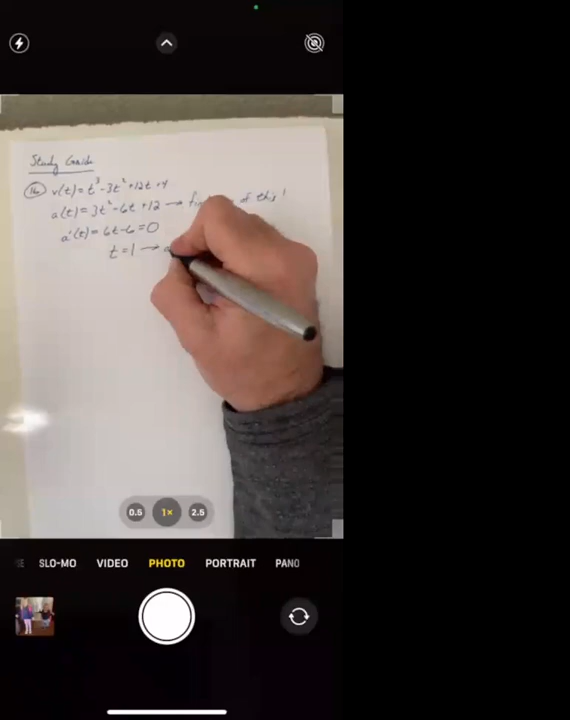 Study Guide
16 v(t) = t³ - 3t² + 12t + 4
a(t) = 3t² - 6t + 12 → of this!
a'(t) = 6t - 6 = 0
t = 1 → a
0.5 1× 2.5
SLO-MO VIDEO PHOTO PORTRAIT PANO